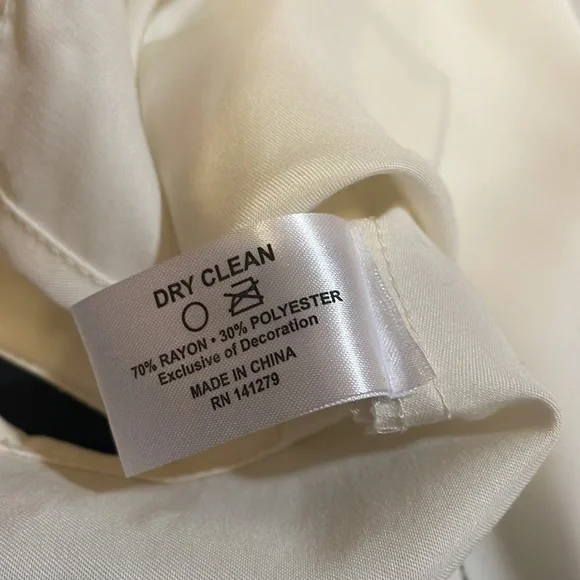 DRY CLEAN
70% RAYON • 30% POLYESTER
Exclusive of Decoration
MADE IN CHINA
RN 141279